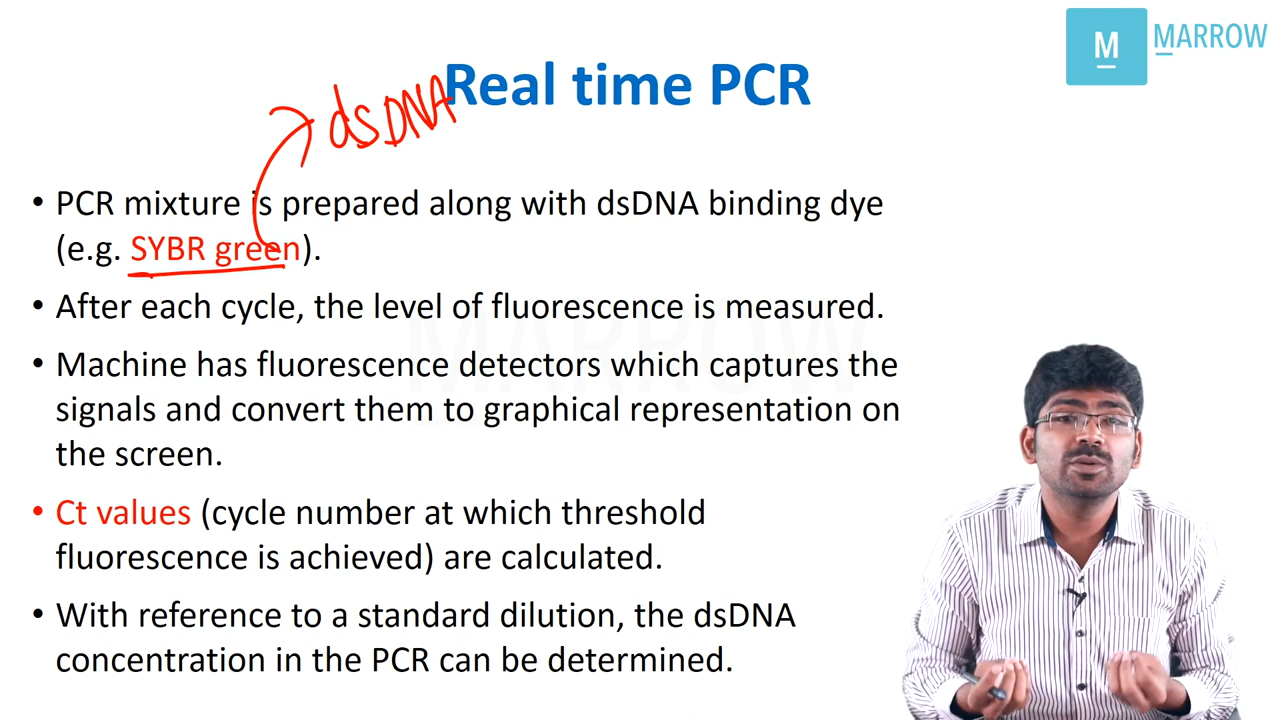 M MARROW
Real time PCR
dsDNA
• PCR mixture is prepared along with dsDNA binding dye
(e.g. SYBR green).
• After each cycle, the level of fluorescence is measured.
• Machine has fluorescence detectors which captures the
signals and convert them to graphical representation on
the screen.
• Ct values (cycle number at which threshold
fluorescence is achieved) are calculated.
• With reference to a standard dilution, the dsDNA
concentration in the PCR can be determined.
MARROW